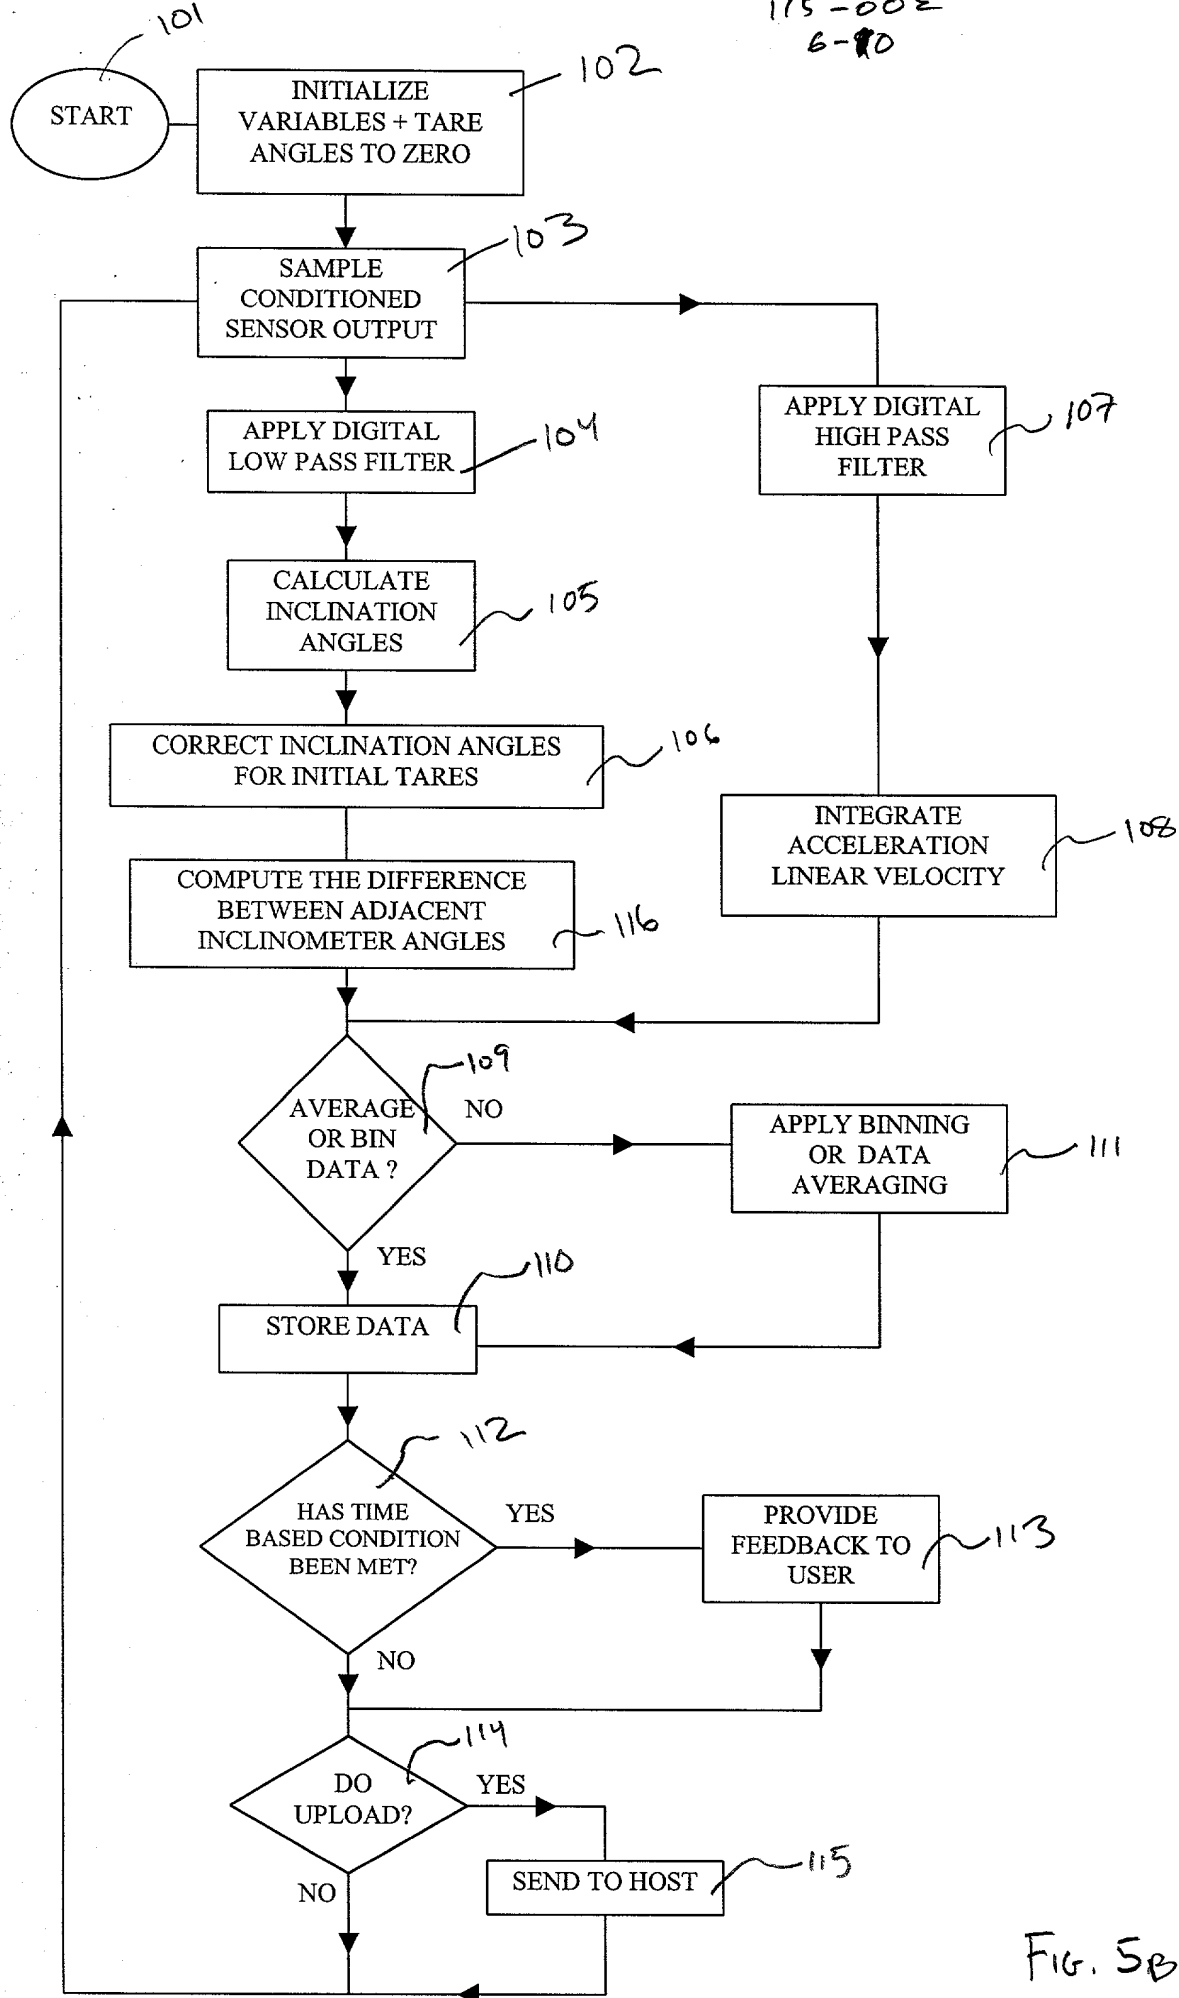 101
115-002
6-90
START
INITIALIZE
VARIABLES + TARE
ANGLES TO ZERO
102
SAMPLE
CONDITIONED
SENSOR OUTPUT
103
APPLY DIGITAL
LOW PASS FILTER
104
APPLY DIGITAL
HIGH PASS
FILTER
107
CALCULATE
INCLINATION
ANGLES
105
CORRECT INCLINATION ANGLES
FOR INITIAL TARES
106
INTEGRATE
ACCELERATION
LINEAR VELOCITY
108
COMPUTE THE DIFFERENCE
BETWEEN ADJACENT
INCLINOMETER ANGLES
116
109
AVERAGE
OR BIN
DATA ?
NO
APPLY BINNING
OR DATA
AVERAGING
111
YES
110
STORE DATA
112
HAS TIME
BASED CONDITION
BEEN MET?
YES
PROVIDE
FEEDBACK TO
USER
113
NO
114
DO
UPLOAD?
YES
SEND TO HOST
115
NO
FIG. 5B